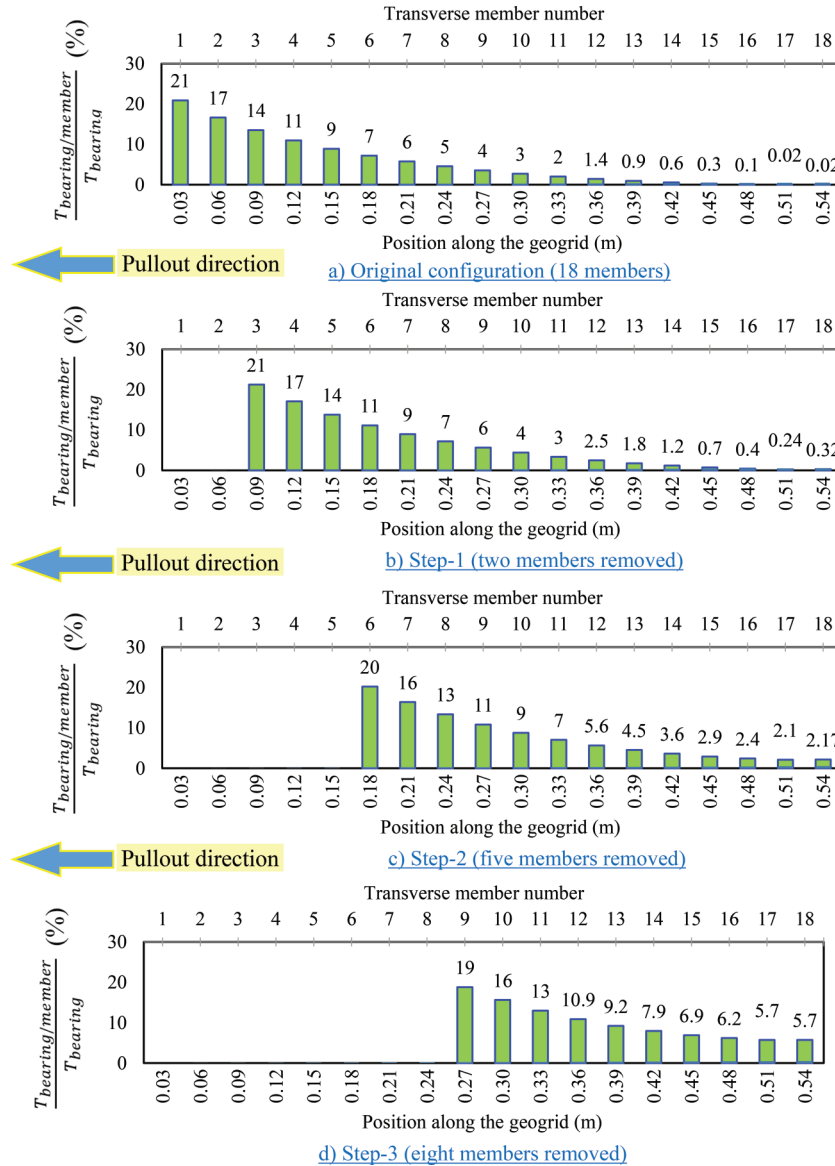 Transverse member number
1 2 3 4 5 6 7 8 9 10 11 12 13 14 15 16 17 18
T_bearing/member
T_bearing
(%)
30
20
10
0
21 17 14 11 9 7 6 5 4 3 2 1.4 0.9 0.6 0.3 0.1 0.02 0.02
0.03 0.06 0.09 0.12 0.15 0.18 0.21 0.24 0.27 0.30 0.33 0.36 0.39 0.42 0.45 0.48 0.51 0.54
Position along the geogrid (m)
Pullout direction
a) Original configuration (18 members)
Transverse member number
1 2 3 4 5 6 7 8 9 10 11 12 13 14 15 16 17 18
T_bearing/member
T_bearing
(%)
30
20
10
0
21 17 14 11 9 7 6 4 3 2.5 1.8 1.2 0.7 0.4 0.24 0.32
0.03 0.06 0.09 0.12 0.15 0.18 0.21 0.24 0.27 0.30 0.33 0.36 0.39 0.42 0.45 0.48 0.51 0.54
Position along the geogrid (m)
Pullout direction
b) Step-1 (two members removed)
Transverse member number
1 2 3 4 5 6 7 8 9 10 11 12 13 14 15 16 17 18
T_bearing/member
T_bearing
(%)
30
20
10
0
20 16 13 11 9 7 5.6 4.5 3.6 2.9 2.4 2.1 2.17
0.03 0.06 0.09 0.12 0.15 0.18 0.21 0.24 0.27 0.30 0.33 0.36 0.39 0.42 0.45 0.48 0.51 0.54
Position along the geogrid (m)
Pullout direction
c) Step-2 (five members removed)
Transverse member number
1 2 3 4 5 6 7 8 9 10 11 12 13 14 15 16 17 18
T_bearing/member
T_bearing
(%)
30
20
10
0
19 16 13 10.9 9.2 7.9 6.9 6.2 5.7 5.7
0.03 0.06 0.09 0.12 0.15 0.18 0.21 0.24 0.27 0.30 0.33 0.36 0.39 0.42 0.45 0.48 0.51 0.54
Position along the geogrid (m)
d) Step-3 (eight members removed)